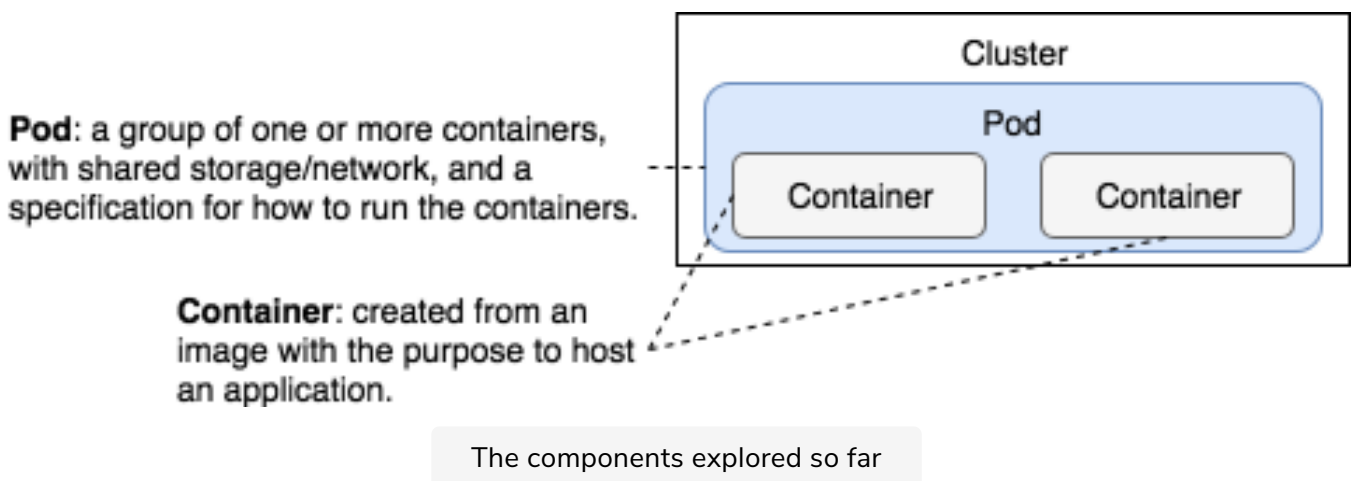 Cluster
Pod
Container
Container
Pod: a group of one or more containers,
with shared storage/network, and a
specification for how to run the containers.
Container: created from an
image with the purpose to host
an application.
The components explored so far